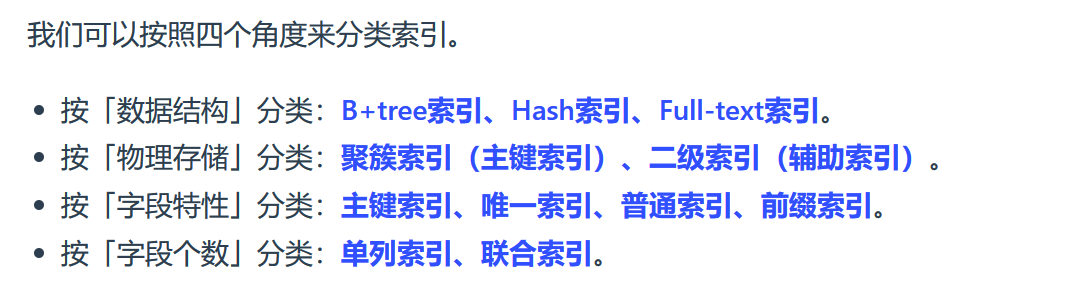 我们可以按照四个角度来分类索引。
按「数据结构」分类：B+tree索引、Hash索引、Full-text索引。
按「物理存储」分类：聚簇索引（主键索引）、二级索引（辅助索引）。
按「字段特性」分类：主键索引、唯一索引、普通索引、前缀索引。
按「字段个数」分类：单列索引、联合索引。